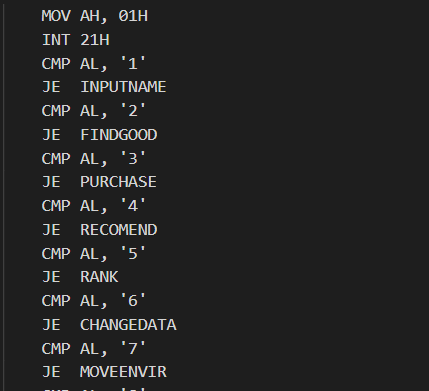 MOV AH, 01H
INT 21H
CMP AL, '1'
JE  INPUTNAME
CMP AL, '2'
JE  FINDGOOD
CMP AL, '3'
JE  PURCHASE
CMP AL, '4'
JE  RECOMEND
CMP AL, '5'
JE  RANK
CMP AL, '6'
JE  CHANGEDATA
CMP AL, '7'
JE  MOVEENVIR